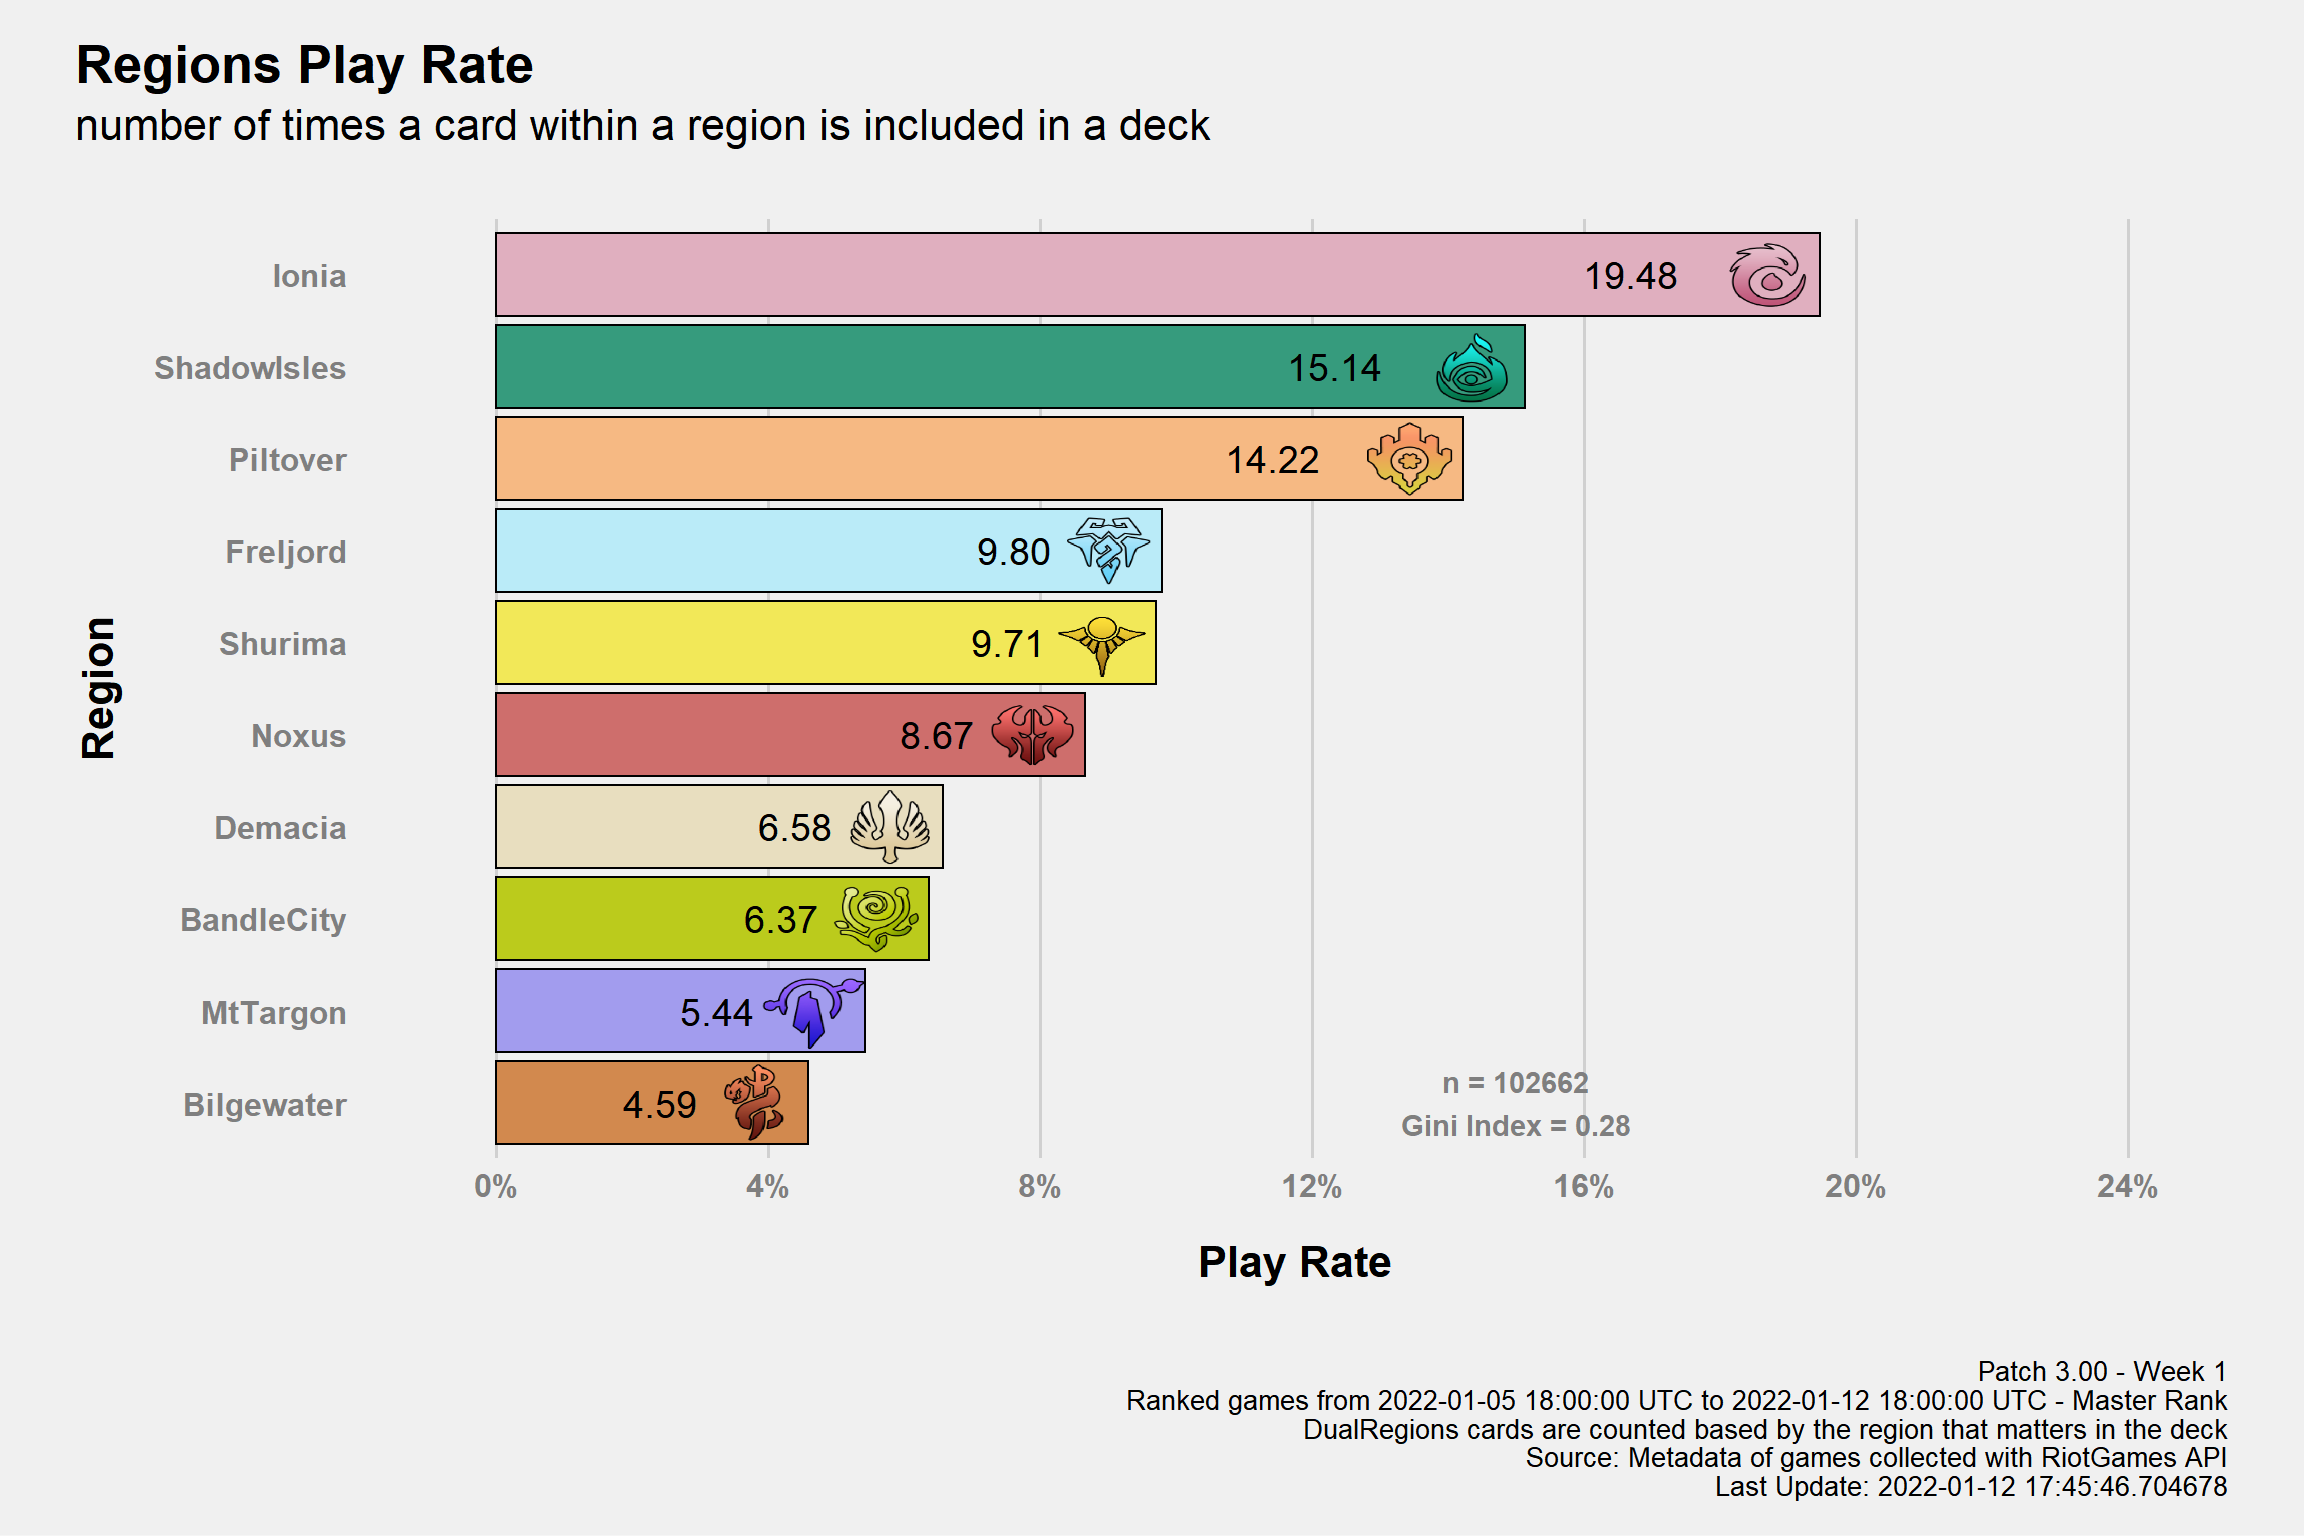 Regions Play Rate
number of times a card within a region is included in a deck
Region
Ionia 19.48
ShadowIsles 15.14
Piltover 14.22
Freljord 9.80
Shurima 9.71
Noxus 8.67
Demacia 6.58
BandleCity 6.37
MtTargon 5.44
Bilgewater 4.59
n = 102662
Gini Index = 0.28
0% 4% 8% 12% 16% 20% 24%
Play Rate
Patch 3.00 - Week 1
Ranked games from 2022-01-05 18:00:00 UTC to 2022-01-12 18:00:00 UTC - Master Rank
DualRegions cards are counted based by the region that matters in the deck
Source: Metadata of games collected with RiotGames API
Last Update: 2022-01-12 17:45:46.704678